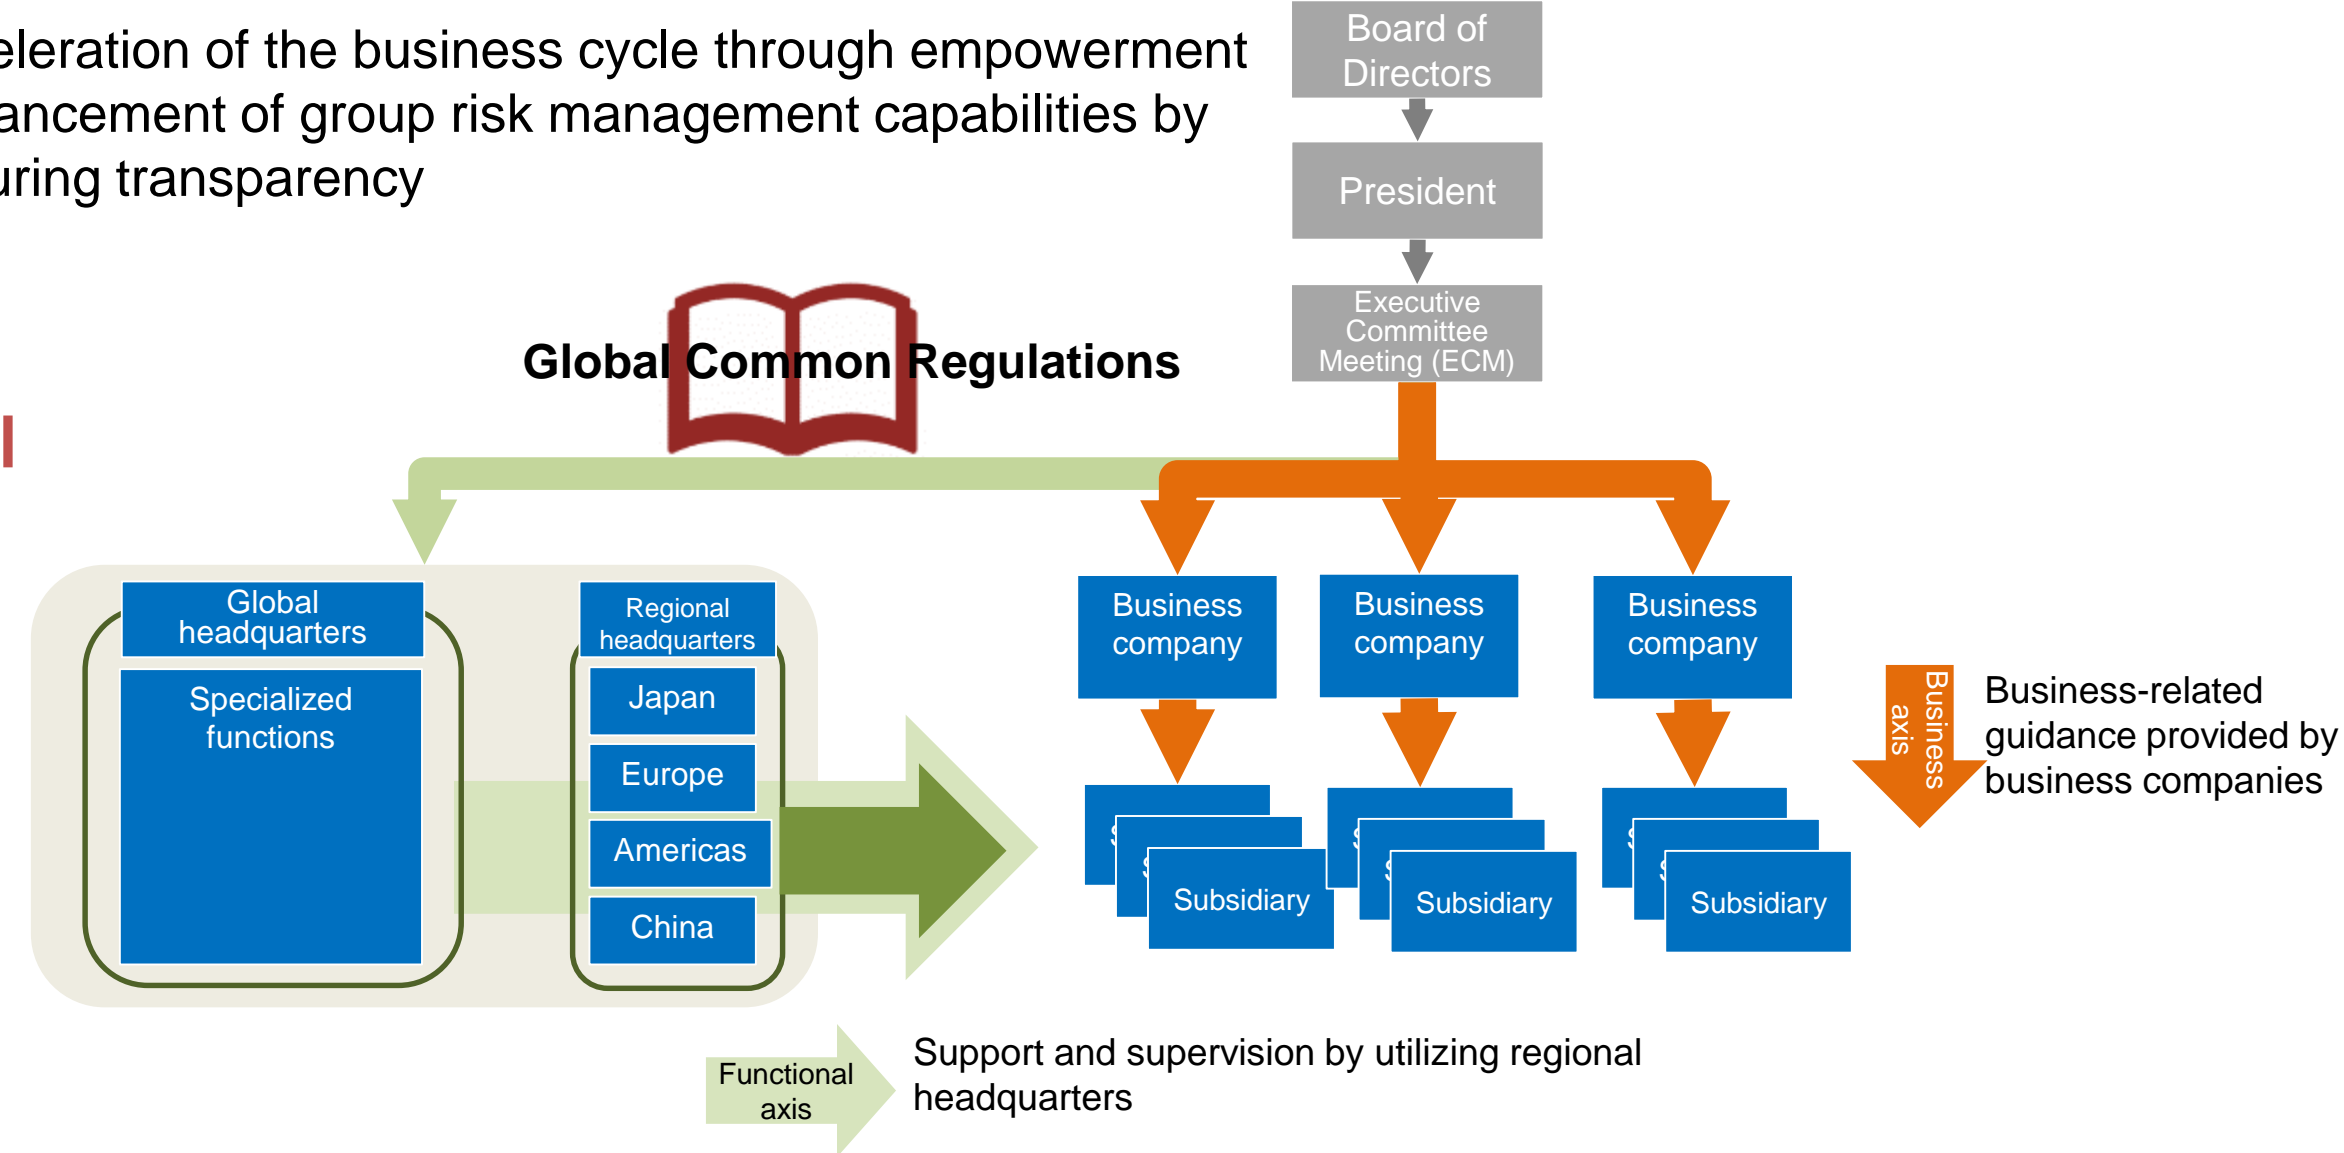 of the business cycle through empowerment
of group risk management capabilities by
transparency
Board of
Directors
President
Executive
Committee
Meeting (ECM)
Global Common Regulations
Global
headquarters
Specialized
functions
Regional
headquarters
Japan
Europe
Americas
China
Business
company
Business
company
Business
company
Subsidiary
Subsidiary
Subsidiary
Business
axis
Business-related
guidance provided by
business companies
Functional
axis
Support and supervision by utilizing regional
headquarters